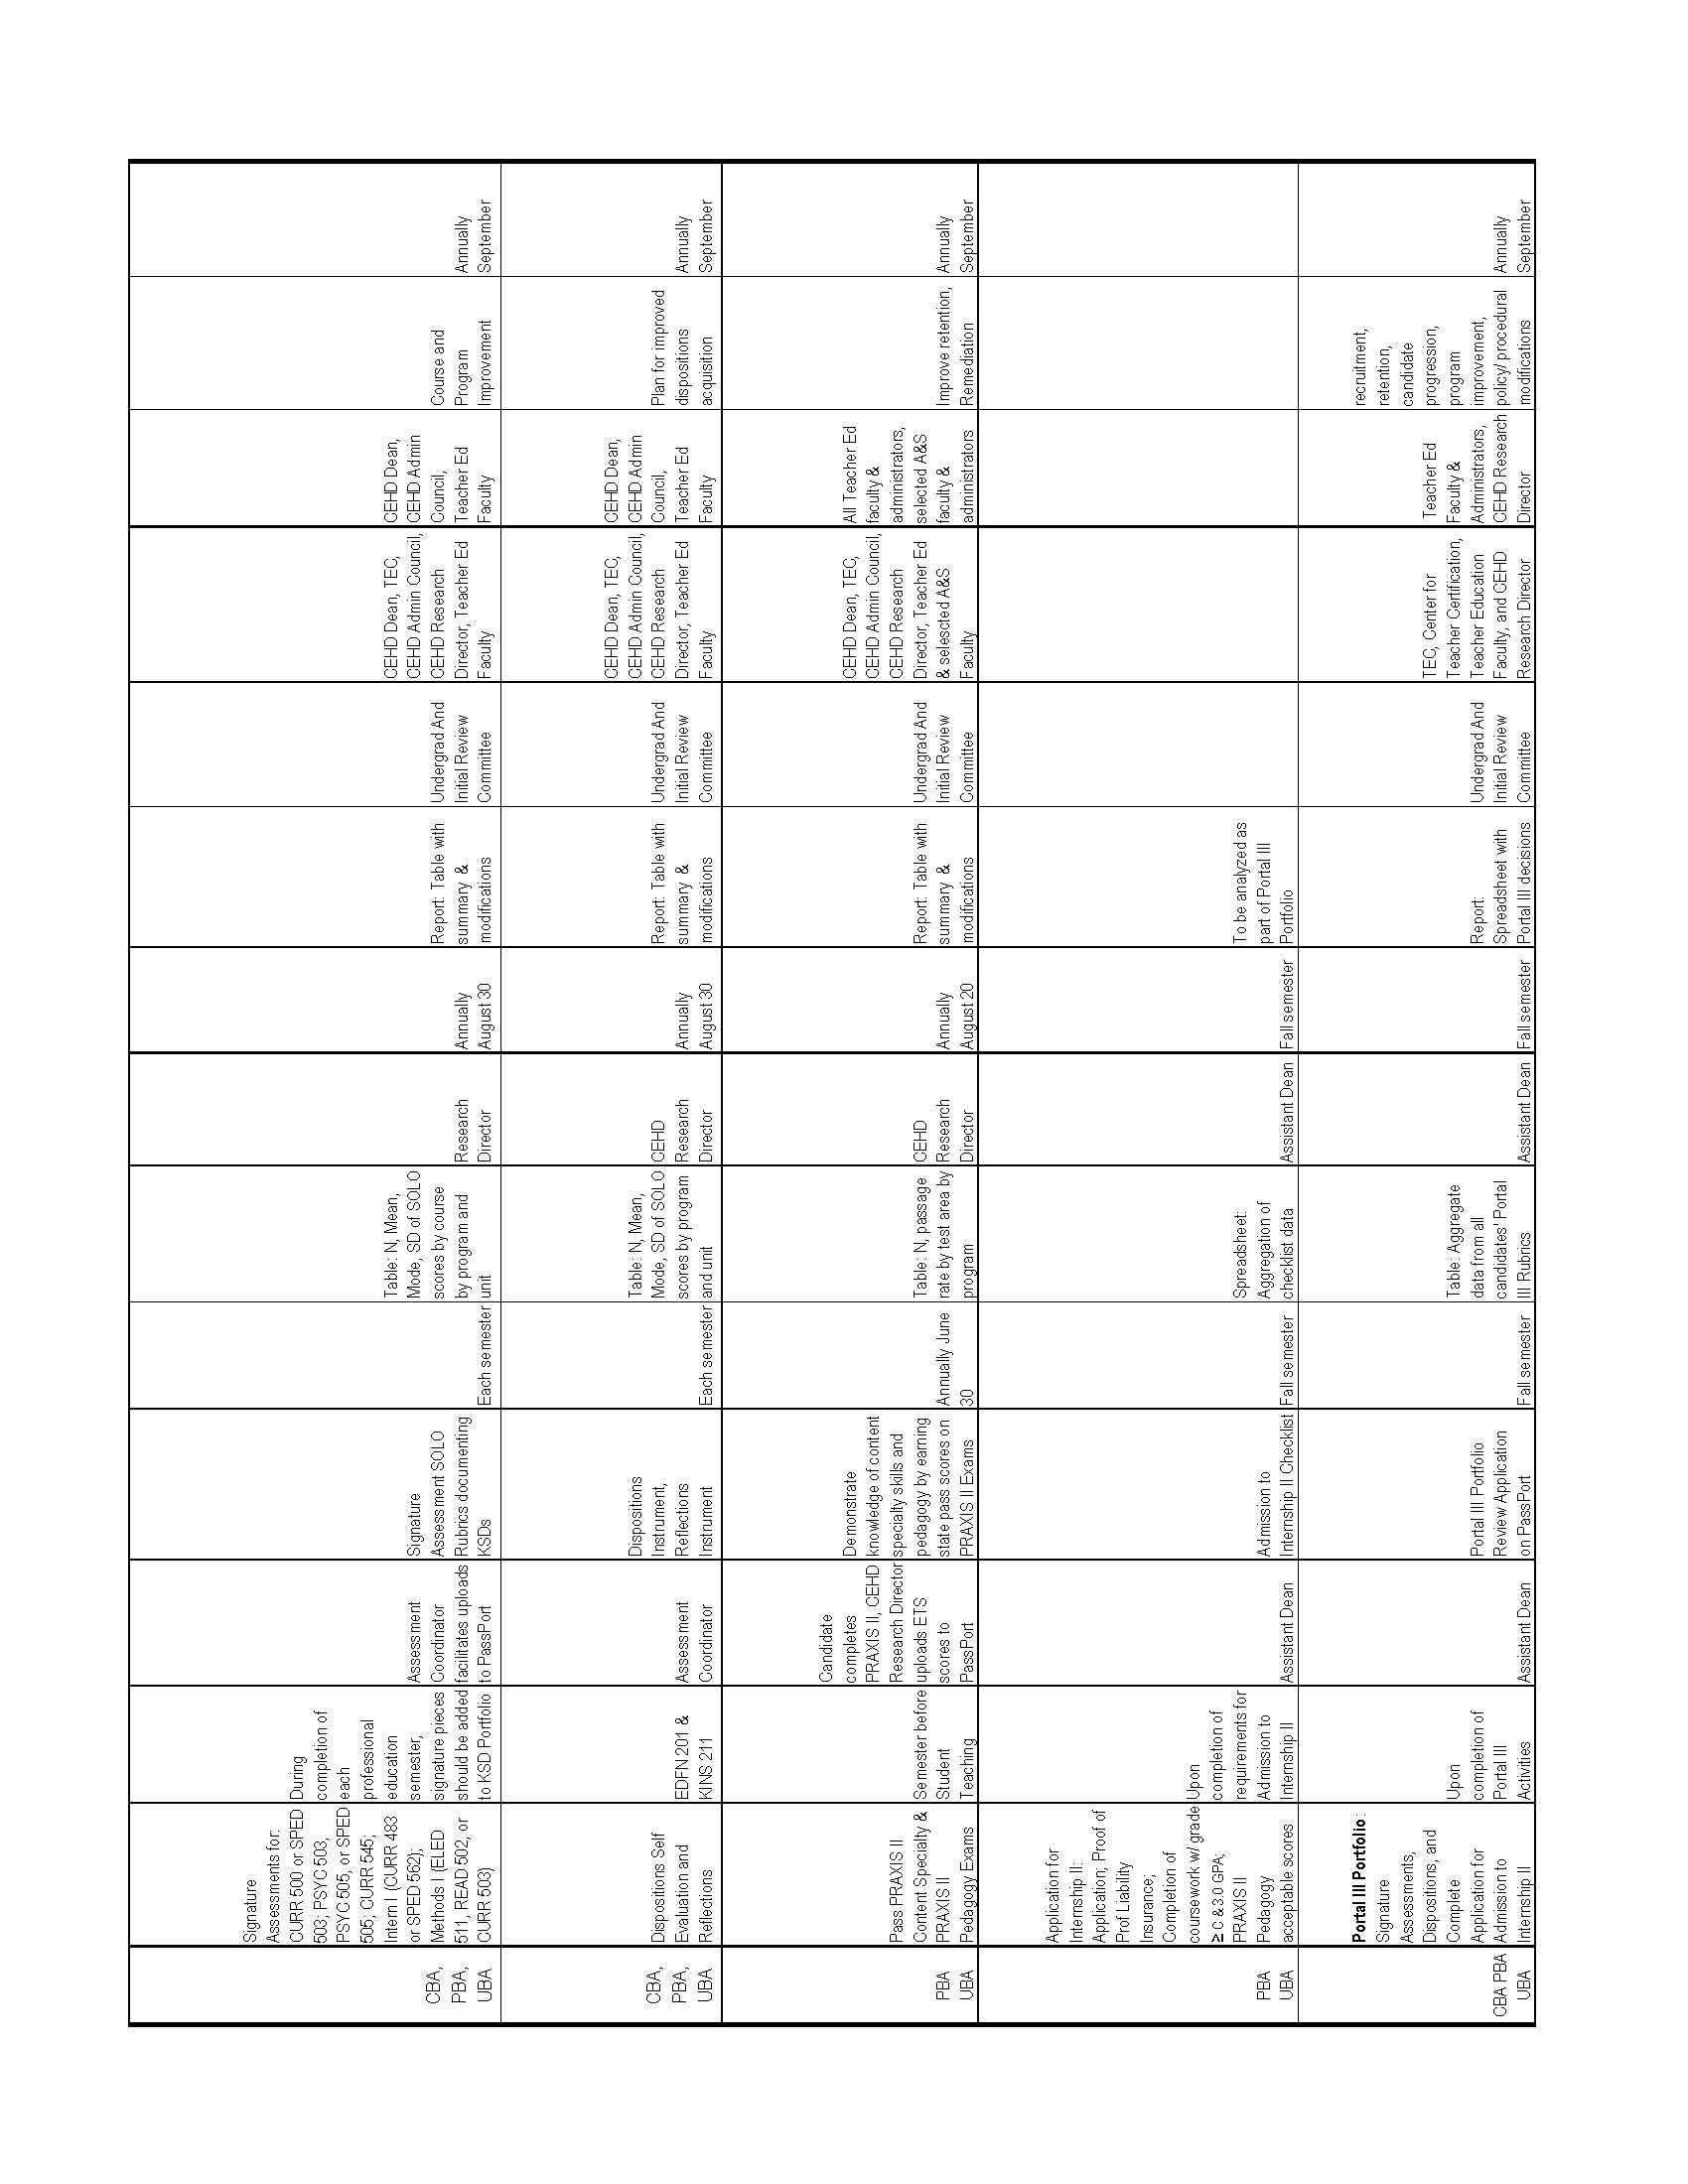 CBA,
PBA,
UBA
Signature
Assessments for:
CURR 500 or SPED
503; PSYC 503,
PSYC 505, or SPED
505; CURR 545;
Intern I (CURR 483
or SPED 562);
Methods I (ELED
511, READ 502, or
CURR 503)
During
completion of
each
professional
education
semester,
signature pieces
should be added
to KSD Portfolio
Assessment
Coordinator
facilitates uploads
to PassPort
Signature
Assessment SOLO
Rubrics documenting
KSDs
Each semester
Table: N, Mean,
Mode, SD of SOLO
scores by course
by program and
unit
Research
Director
Annually
August 30
Report: Table with
summary &
modifications
Undergrad And
Initial Review
Committee
CEHD Dean, TEC,
CEHD Admin Council,
CEHD Research
Director, Teacher Ed
Faculty
CEHD Dean,
CEHD Admin
Council,
Teacher Ed
Faculty
Course and
Program
Improvement
Annually
September
CBA,
PBA,
UBA
Dispositions Self
Evaluation and
Reflections
EDFN 201 &
KINS 211
Assessment
Coordinator
Dispositions
Instrument,
Reflections
Instrument
Each semester
Table: N, Mean,
Mode, SD of SOLO
scores by program
and unit
CEHD
Research
Director
Annually
August 30
Report: Table with
summary &
modifications
Undergrad And
Initial Review
Committee
CEHD Dean, TEC,
CEHD Admin Council,
CEHD Research
Director, Teacher Ed
Faculty
CEHD Dean,
CEHD Admin
Council,
Teacher Ed
Faculty
Plan for improved
dispositions
acquisition
Annually
September
PBA
UBA
Pass PRAXIS II
Content Specialty &
PRAXIS II
Pedagogy Exams
Semester before
Student
Teaching
Candidate
completes
PRAXIS II, CEHD
Research Director
uploads ETS
scores to
PassPort
Demonstrate
knowledge of content
specialty skills and
pedagogy by earning
state pass scores on
PRAXIS II Exams
Annually June
30
Table: N, passage
rate by test area by
program
CEHD
Research
Director
Annually
August 20
Report: Table with
summary &
modifications
Undergrad And
Initial Review
Committee
CEHD Dean, TEC,
CEHD Admin Council,
CEHD Research
Director, Teacher Ed
& selescted A&S
Faculty
All Teacher Ed
faculty &
administrators,
selected A&S
faculty &
administrators
Improve retention,
Remediation
Annually
September
PBA
UBA
Application for
Internship II:
Application; Proof of
Prof Liability
Insurance;
Completion of
coursework w/ grade
≥ C & 3.0 GPA;
PRAXIS II
Pedagogy
acceptable scores
Upon
completion of
requirements for
Admission to
Internship II
Assistant Dean
Admission to
Internship II Checklist
Fall semester
Spreadsheet:
Aggregation of
checklist data
Assistant Dean
Fall semester
To be analyzed as
part of Portal III
Portfolio
CBA PBA
UBA
Portal III Portfolio:
Signature
Assessments,
Dispositions, and
Complete
Application for
Admission to
Internship II
Upon
completion of
Portal III
Activities
Assistant Dean
Portal III Portfolio
Review Application
on PassPort
Fall semester
Table: Aggregate
data from all
candidates' Portal
III Rubrics
Assistant Dean
Fall semester
Report:
Spreadsheet with
Portal III decisions
Undergrad And
Initial Review
Committee
TEC, Center for
Teacher Certification,
Teacher Education
Faculty, and CEHD
Research Director
Teacher Ed
Faculty &
Administrators,
CEHD Research
Director
recruitment,
retention,
candidate
progression,
program
improvement,
policy/ procedural
modifications
Annually
September